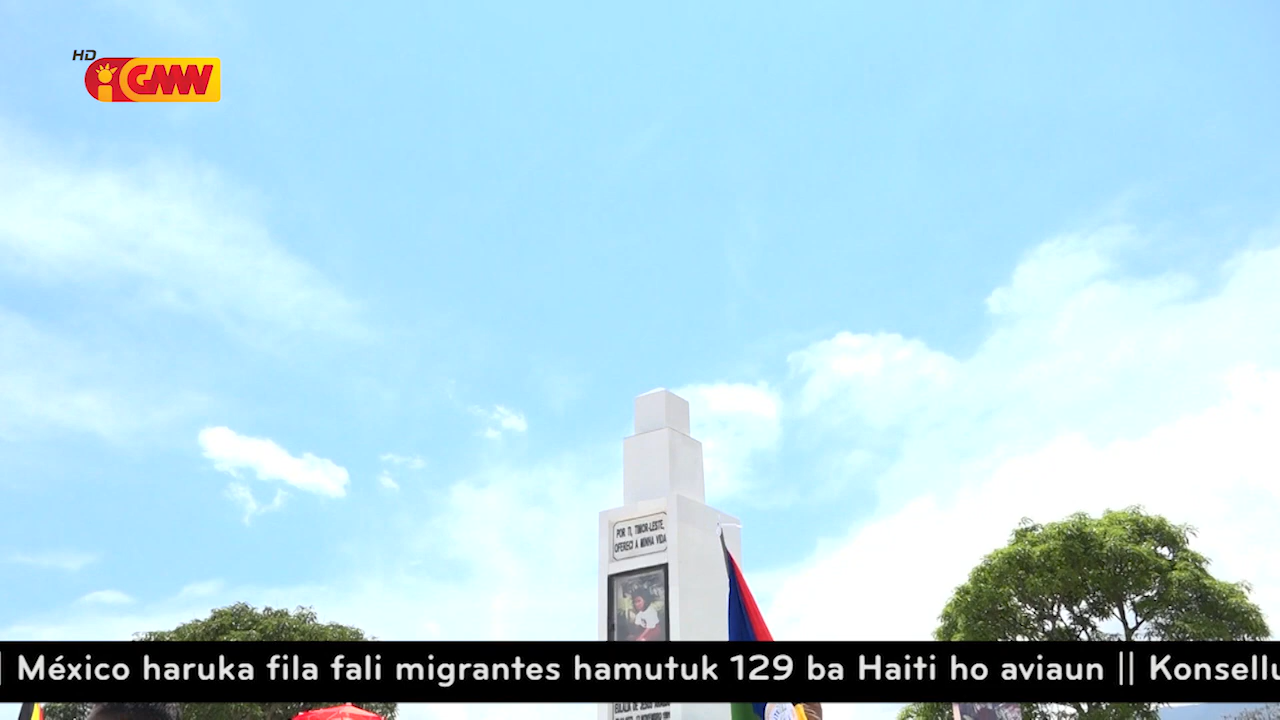 HD
GMN
POR TI, TIMOR-LESTE,
OFERECI A MINHA VIDA
|| México haruka fila fali migrantes hamutuk 129 ba Haiti ho aviaun || Konsellu